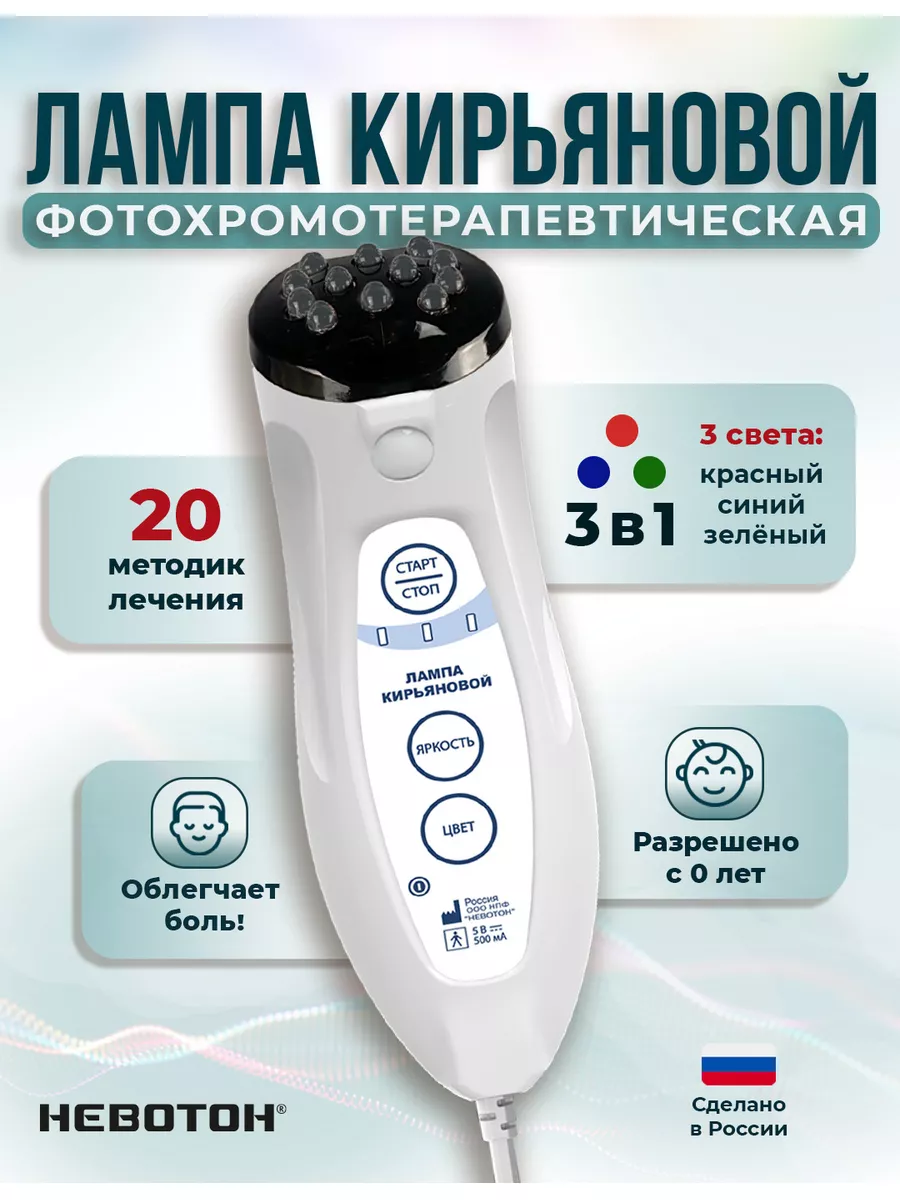 ЛАМПА КИРЬЯНОВОЙ
ФОТОХРОМОТЕРАПЕВТИЧЕСКАЯ
3 света:
красный
синий
зелёный
3 в 1
20
методик
лечения
СТАРТ
СТОП
ЛАМПА
КИРЬЯНОВОЙ
ЯРКОСТЬ
ЦВЕТ
Россия
ООО НПФ
"НЕВОТОН"
5 В
500 мА
Облегчает
боль!
Разрешено
с 0 лет
НЕВОТОН®
Сделано
в России